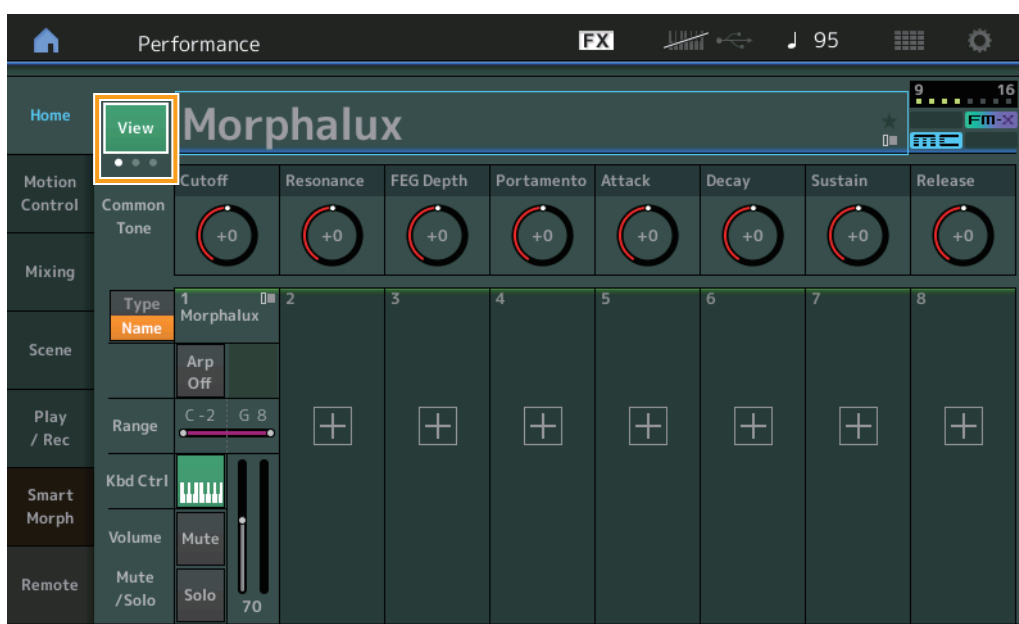 Performance
FX
♩ 95
Home
View
Morphalux
9 16
FM-X
MC
Motion
Control
Common
Tone
Cutoff
Resonance
FEG Depth
Portamento
Attack
Decay
Sustain
Release
+0
+0
+0
+0
+0
+0
+0
+0
Mixing
Scene
Play
/ Rec
Smart
Morph
Remote
Type
Name
1
Morphalux
2
3
4
5
6
7
8
Arp
Off
Range
C -2 G 8
Kbd Ctrl
Volume
Mute
Mute
/Solo
Solo
70